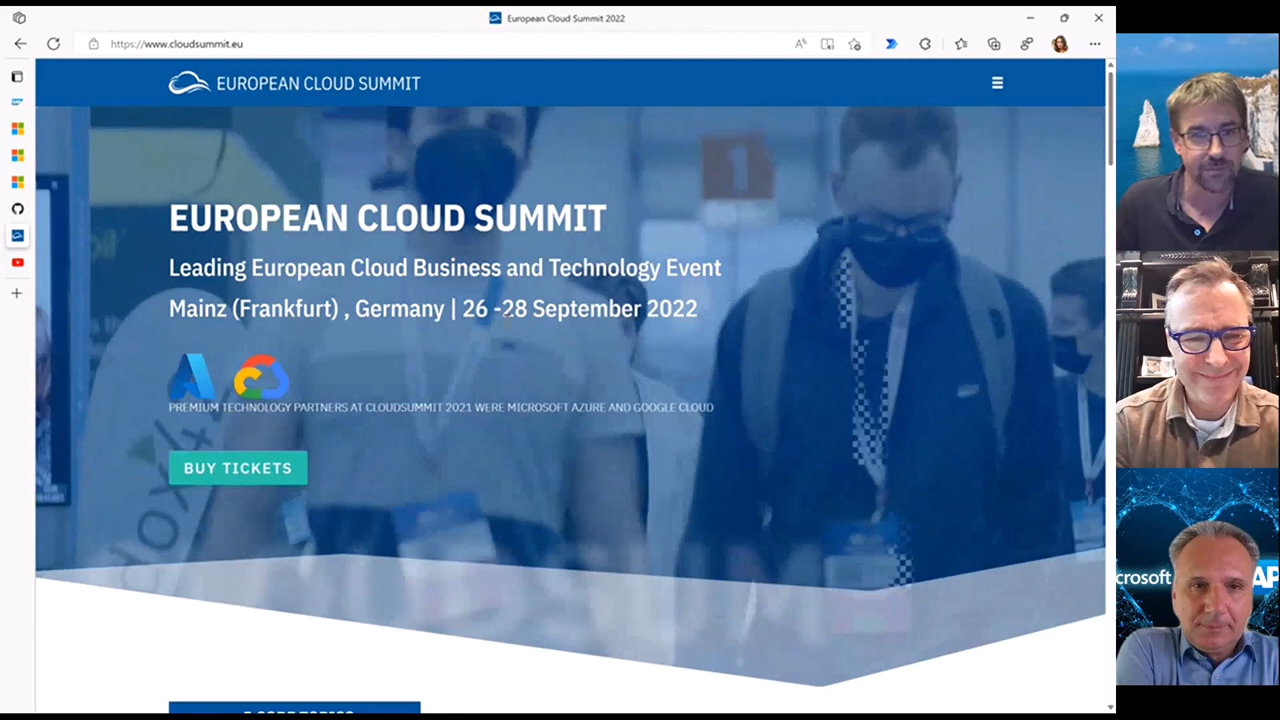 European Cloud Summit 2022
https://www.cloudsummit.eu
EUROPEAN CLOUD SUMMIT
EUROPEAN CLOUD SUMMIT
Leading European Cloud Business and Technology Event
Mainz (Frankfurt) , Germany | 26 -28 September 2022
PREMIUM TECHNOLOGY PARTNERS AT CLOUDSUMMIT 2021 WERE MICROSOFT AZURE AND GOOGLE CLOUD
BUY TICKETS
crosoft
AP